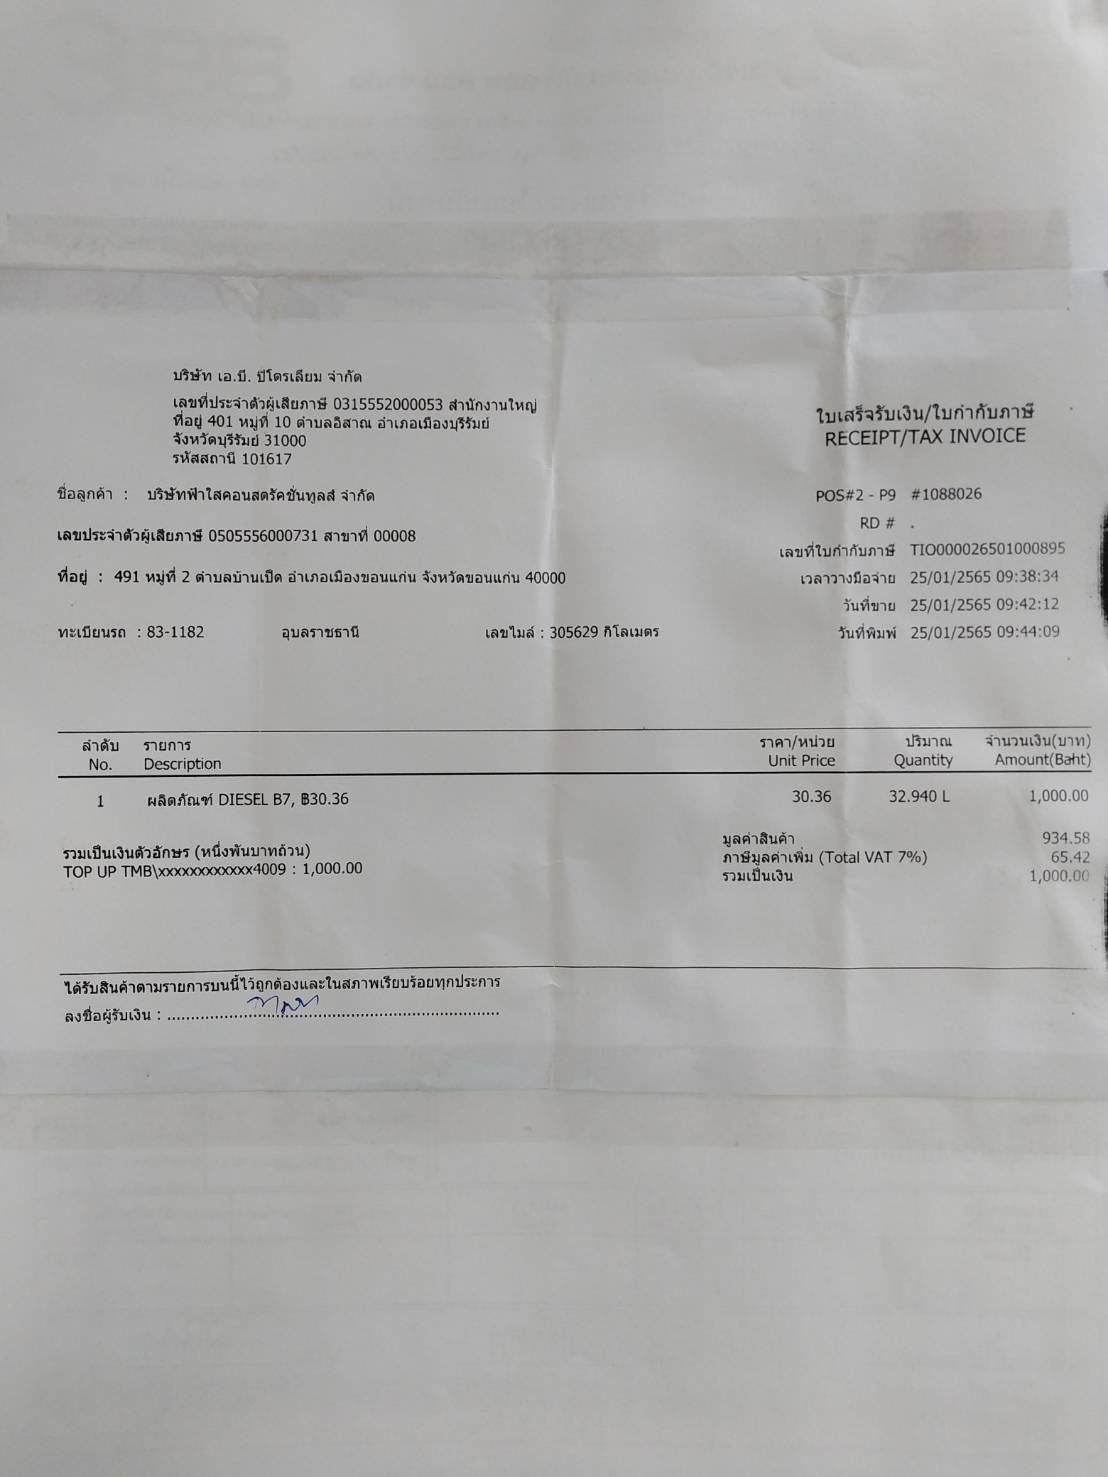 บริษัท เอ.บี. ปิโตรเลียม จำกัด
เลขที่ประจำตัวผู้เสียภาษี 0315552000053 สำนักงานใหญ่
ที่อยู่ 401 หมู่ที่ 10 ตำบลอิสาณ อำเภอเมืองบุรีรัมย์
จังหวัดบุรีรัมย์ 31000
รหัสสถานี 101617
ใบเสร็จรับเงิน/ใบกำกับภาษี
RECEIPT/TAX INVOICE
ชื่อลูกค้า : บริษัทฟ้าใสคอนสตรัคชั่นทูลส์ จำกัด
POS#2 - P9 #1088026
RD # .
เลขประจำตัวผู้เสียภาษี 0505556000731 สาขาที่ 00008
เลขที่ใบกำกับภาษี TIO000026501000895
ที่อยู่ : 491 หมู่ที่ 2 ตำบลบ้านเป็ด อำเภอเมืองขอนแก่น จังหวัดขอนแก่น 40000
เวลาวางมือจ่าย 25/01/2565 09:38:34
วันที่ขาย 25/01/2565 09:42:12
ทะเบียนรถ : 83-1182 อุบลราชธานี เลขไมล์ : 305629 กิโลเมตร
วันที่พิมพ์ 25/01/2565 09:44:09
ลำดับ รายการ ราคา/หน่วย ปริมาณ จำนวนเงิน(บาท)
No. Description Unit Price Quantity Amount(Baht)
1 ผลิตภัณฑ์ DIESEL B7, ฿30.36 30.36 32.940 L 1,000.00
มูลค่าสินค้า 934.58
รวมเป็นเงินตัวอักษร (หนึ่งพันบาทถ้วน)
ภาษีมูลค่าเพิ่ม (Total VAT 7%) 65.42
TOP UP TMB\xxxxxxxxxxxx4009 : 1,000.00
รวมเป็นเงิน 1,000.00
ได้รับสินค้าตามรายการบนนี้ไว้ถูกต้องและในสภาพเรียบร้อยทุกประการ
ลงชื่อผู้รับเงิน :